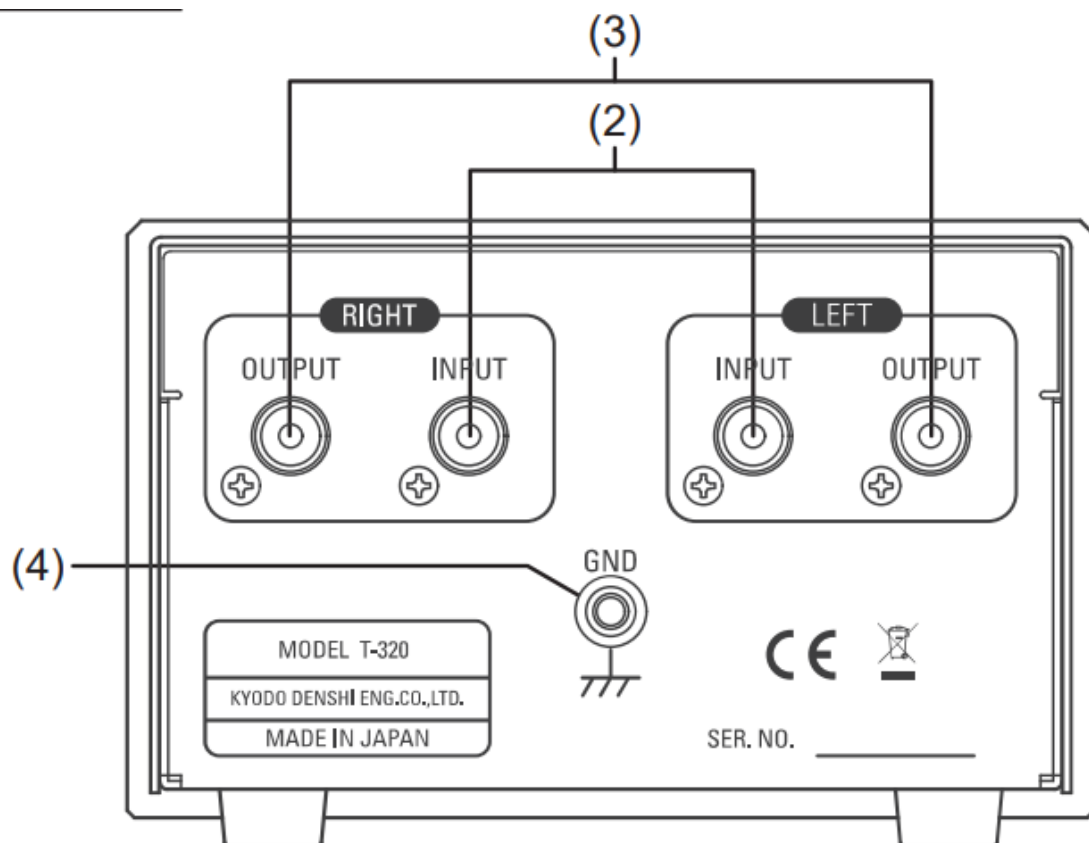 (3)
(2)
RIGHT
LEFT
OUTPUT INPUT
INPUT OUTPUT
(4)
GND
MODEL T-320
KYODO DENSHI ENG.CO.,LTD.
MADE IN JAPAN
CE
SER. NO.